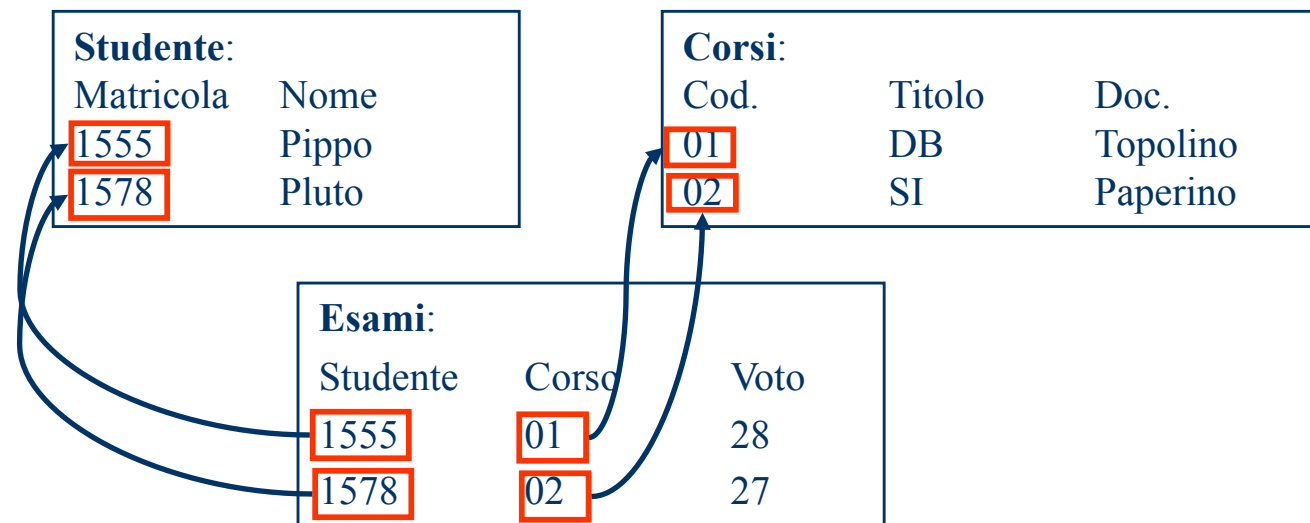 Studente:
Matricola Nome
1555 Pippo
1578 Pluto
Corsi:
Cod. Titolo Doc.
01 DB Topolino
02 SI Paperino
Esami:
Studente Corso Voto
1555 01 28
1578 02 27